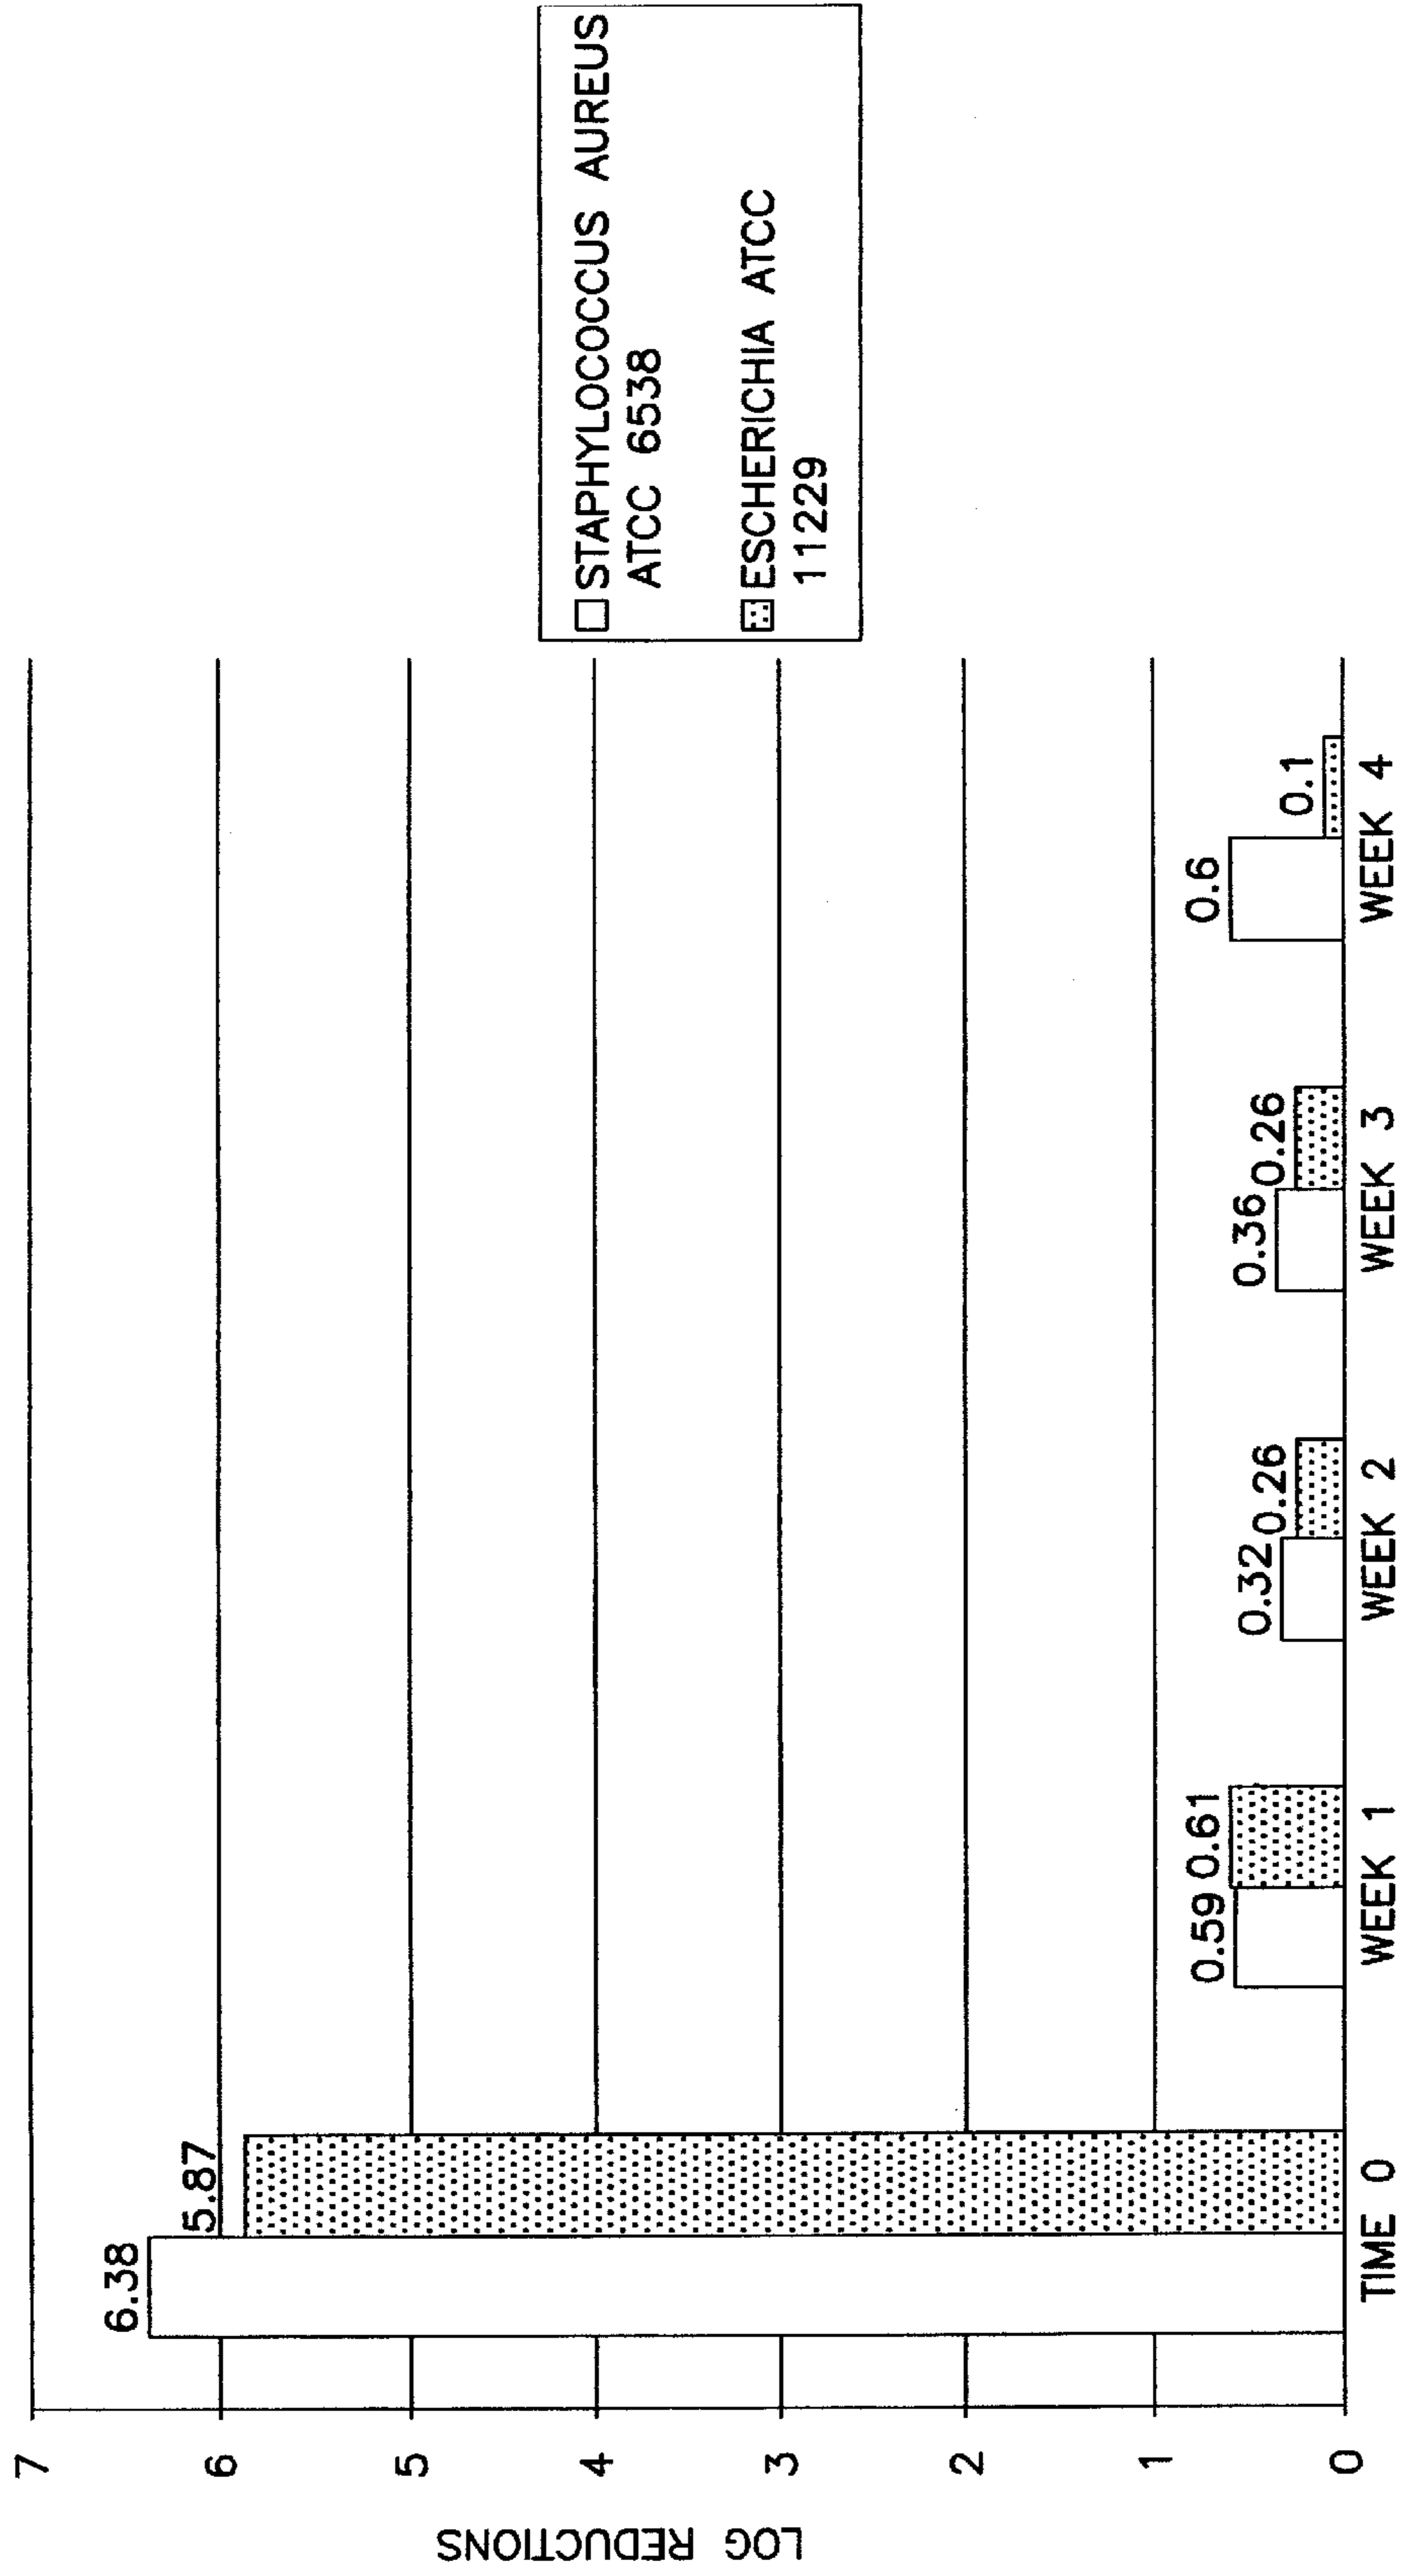 LOG REDUCTIONS
7
6
5
4
3
2
1
0
6.38
5.87
0.59
0.61
0.32
0.26
0.36
0.26
0.6
0.1
TIME 0
WEEK 1
WEEK 2
WEEK 3
WEEK 4
STAPHYLOCOCCUS AUREUS
ATCC 6538
ESCHERICHIA ATCC
11229